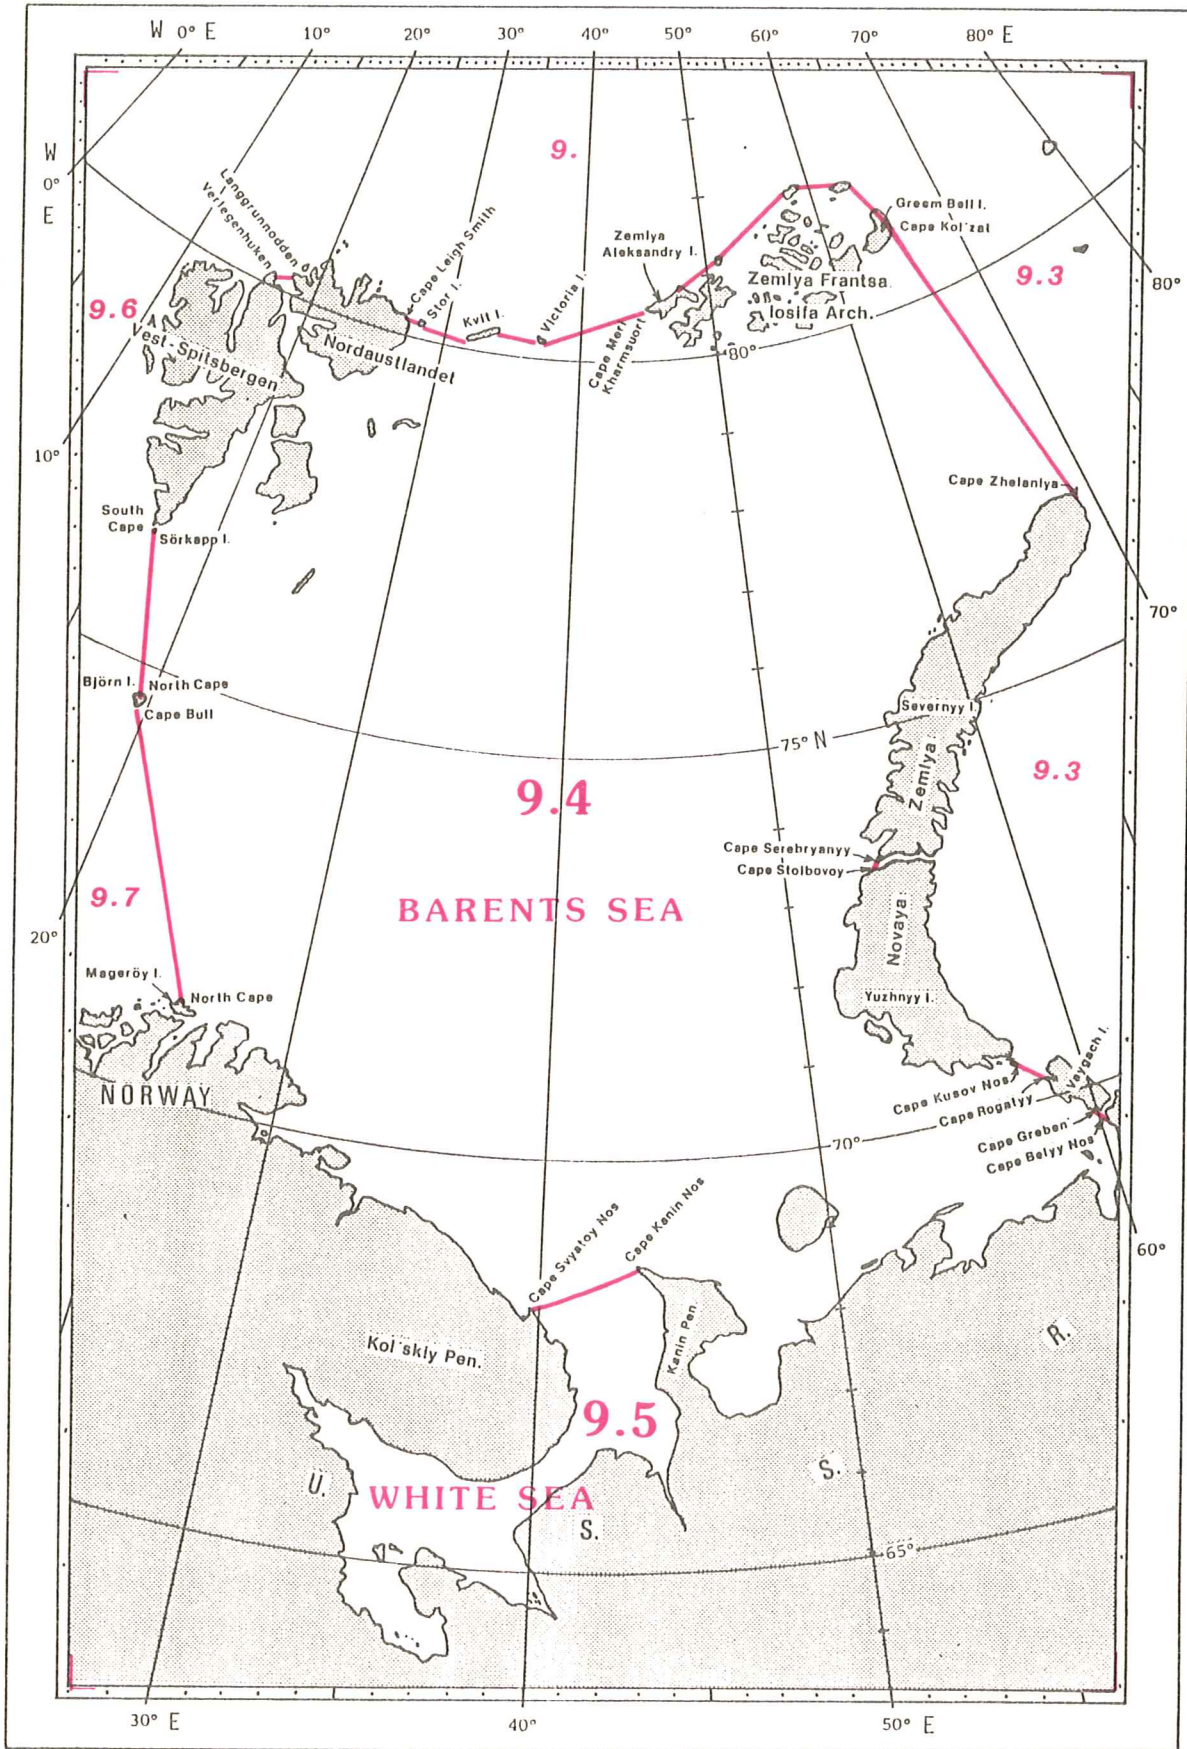 W 0° E 10° 20° 30° 40° 50° 60° 70° 80° E
W
0°
E
9.
Langgrunnodden
Verlegenhuken
Cape Leigh Smith
Stor I.
Kvit I.
Victoria I.
Zemlya
Aleksandry I.
Cape Meri
Kharmsuort
Greem Bell I.
Cape Kol'zat
Zemlya Frantsa
Iosifa Arch.
9.3
80°
80°
9.6
Vest-Spitsbergen
Nordaustlandet
10°
Cape Zhelaniya
South
Cape
Sörkapp I.
70°
Björn I.
North Cape
Cape Bull
Severnyy I.
75° N
Zemlya
9.3
9.4
Cape Serebryanyy
Cape Stolbovoy
9.7
BARENTS SEA
Novaya
20°
Mageröy I.
North Cape
Yuzhnyy I.
NORWAY
Vaygach I.
Cape Kusov Nos
Cape Rogatyy
Cape Greben'
Cape Belyy Nos
70°
60°
Cape Svyatoy Nos
Cape Kanin Nos
Kol'skiy Pen.
Kanin Pen.
R.
9.5
S.
U.
WHITE SEA
S.
65°
30° E 40° 50° E